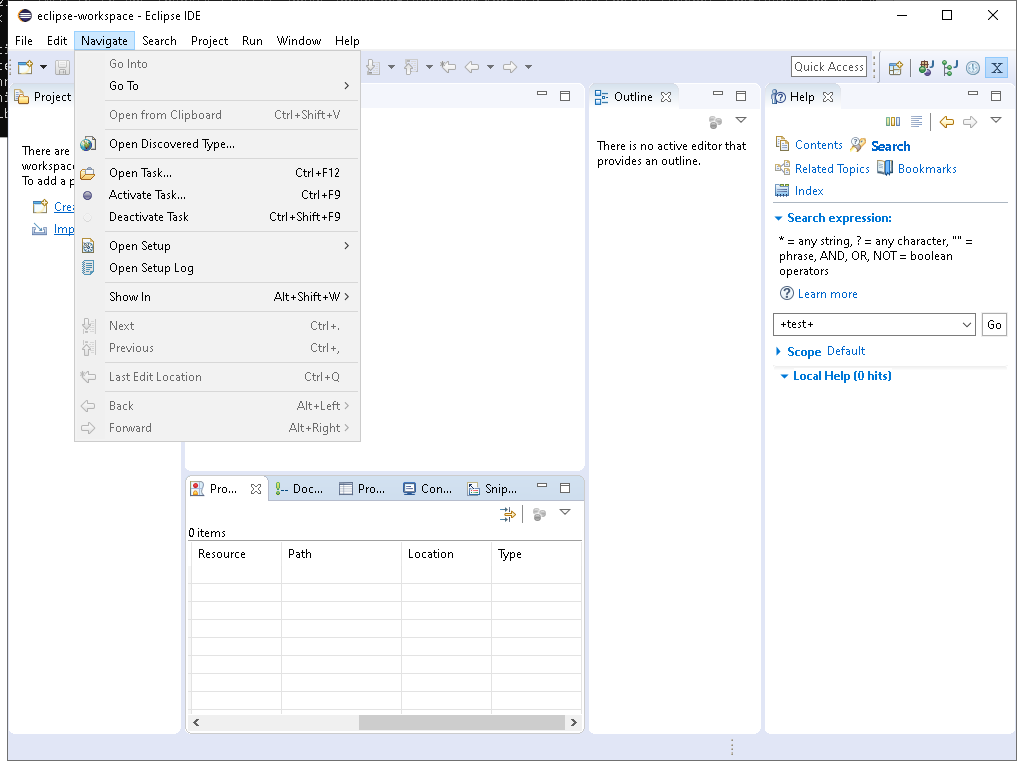 eclipse-workspace - Eclipse IDE
File Edit Navigate Search Project Run Window Help
Quick Access
Project
There are
workspac
To add a p
Crea
Imp
Go Into
Go To
Open from Clipboard Ctrl+Shift+V
Open Discovered Type...
Open Task... Ctrl+F12
Activate Task... Ctrl+F9
Deactivate Task Ctrl+Shift+F9
Open Setup
Open Setup Log
Show In Alt+Shift+W
Next Ctrl+.
Previous Ctrl+,
Last Edit Location Ctrl+Q
Back Alt+Left
Forward Alt+Right
Pro... Doc... Pro... Con... Snip...
0 items
Resource Path Location Type
Outline
There is no active editor that
provides an outline.
Help
Contents Search
Related Topics Bookmarks
Index
Search expression:
* = any string, ? = any character, "" =
phrase, AND, OR, NOT = boolean
operators
Learn more
+test+ Go
Scope Default
Local Help (0 hits)